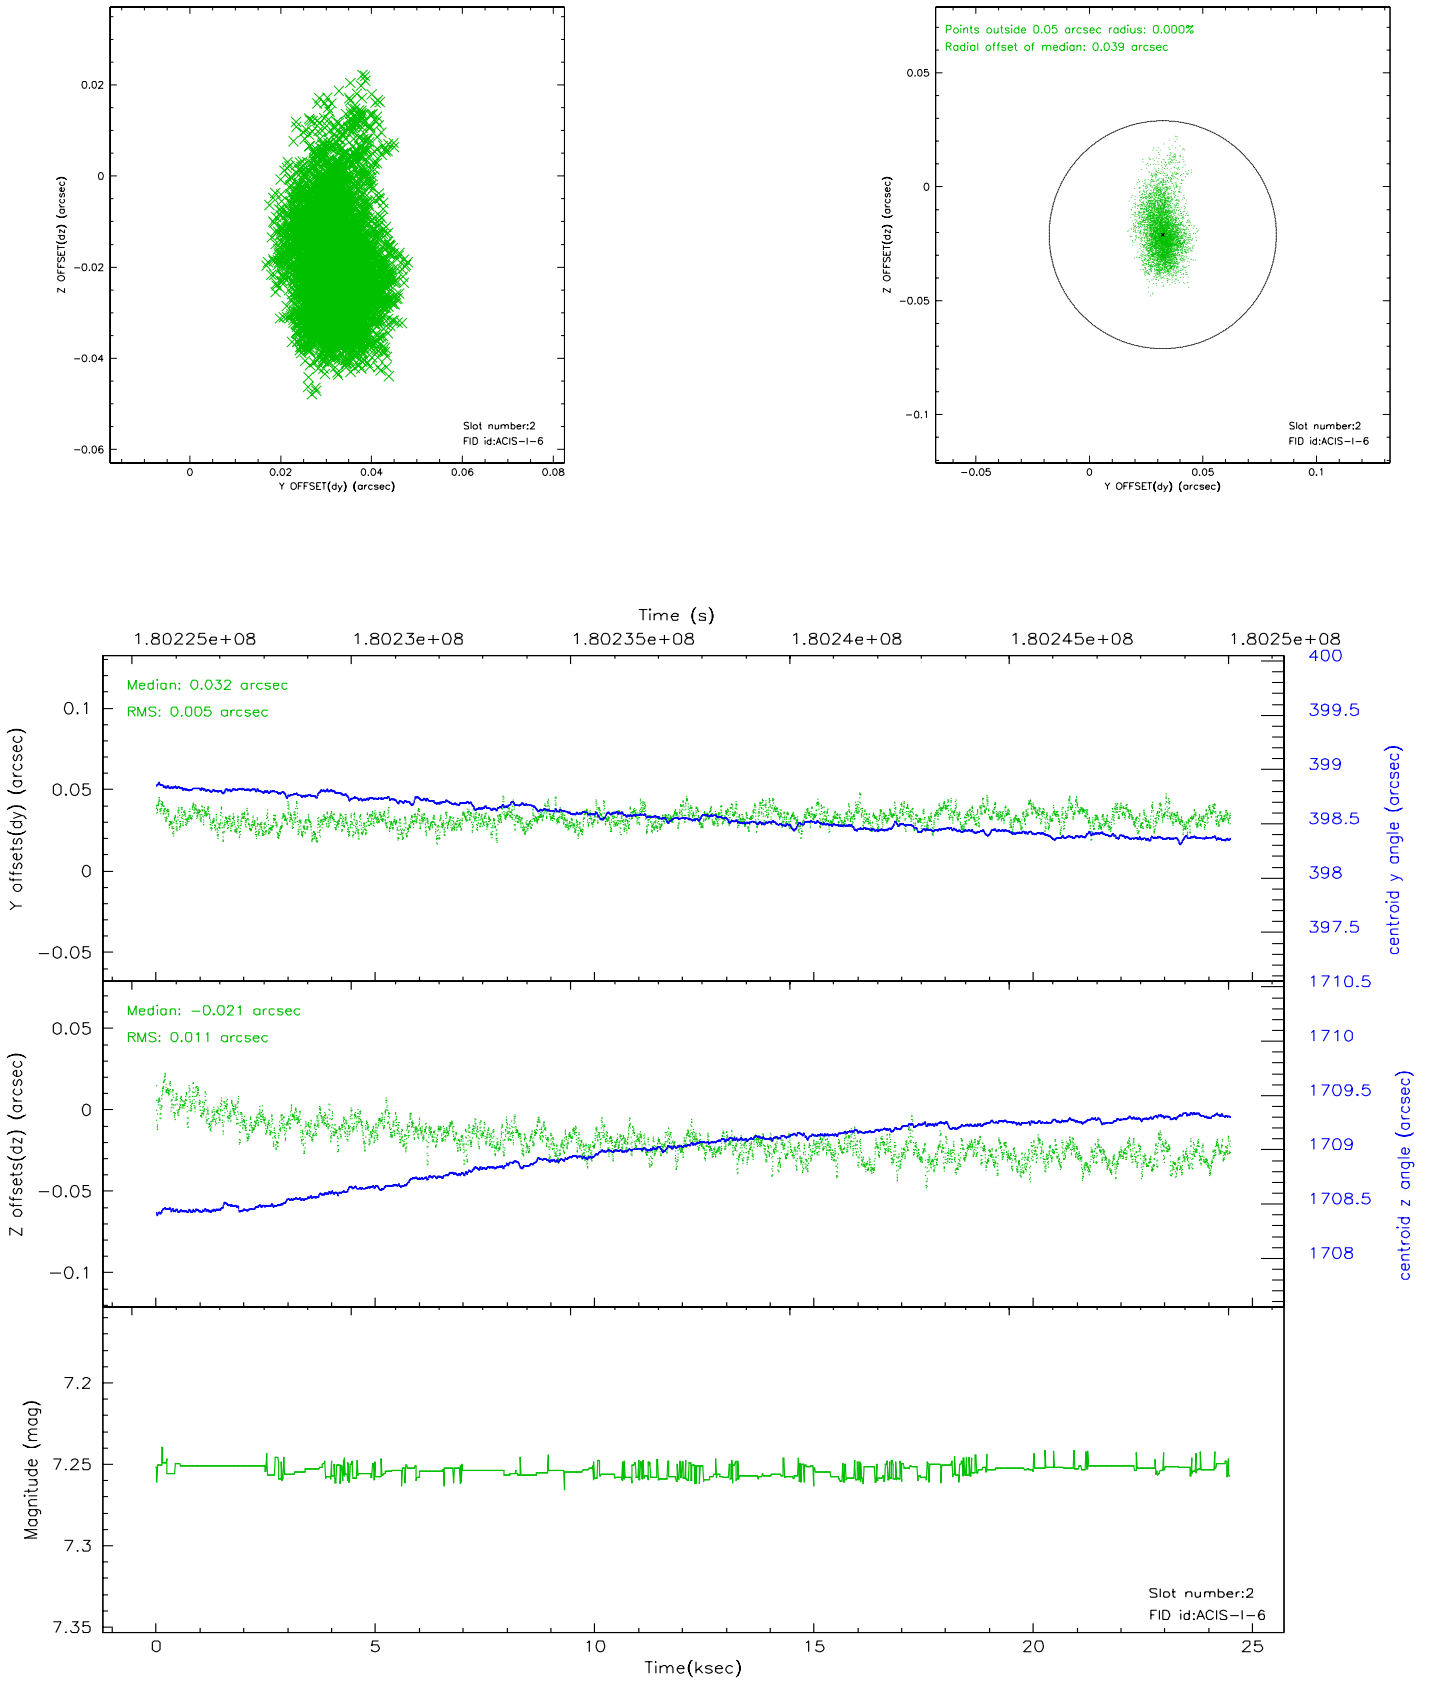 0.02
0
−0.02
−0.04
−0.06
Z OFFSET(dz) (arcsec)
0
0.02
0.04
0.06
0.08
Y OFFSET(dy) (arcsec)
Slot number:2
FID id:ACIS−I−6
Points outside 0.05 arcsec radius: 0.000%
Radial offset of median: 0.039 arcsec
0.05
0
−0.05
−0.1
Z OFFSET(dz) (arcsec)
−0.05
0
0.05
0.1
Y OFFSET(dy) (arcsec)
Slot number:2
FID id:ACIS−I−6
Time (s)
1.80225e+08
1.8023e+08
1.80235e+08
1.8024e+08
1.80245e+08
1.8025e+08
Median: 0.032 arcsec
RMS: 0.005 arcsec
0.1
0.05
0
−0.05
Y offsets(dy) (arcsec)
400
399.5
399
398.5
398
397.5
centroid y angle (arcsec)
Median: −0.021 arcsec
RMS: 0.011 arcsec
0.05
0
−0.05
−0.1
Z offsets(dz) (arcsec)
1710.5
1710
1709.5
1709
1708.5
1708
centroid z angle (arcsec)
7.2
7.25
7.3
7.35
Magnitude (mag)
Slot number:2
FID id:ACIS−I−6
0
5
10
15
20
25
Time(ksec)